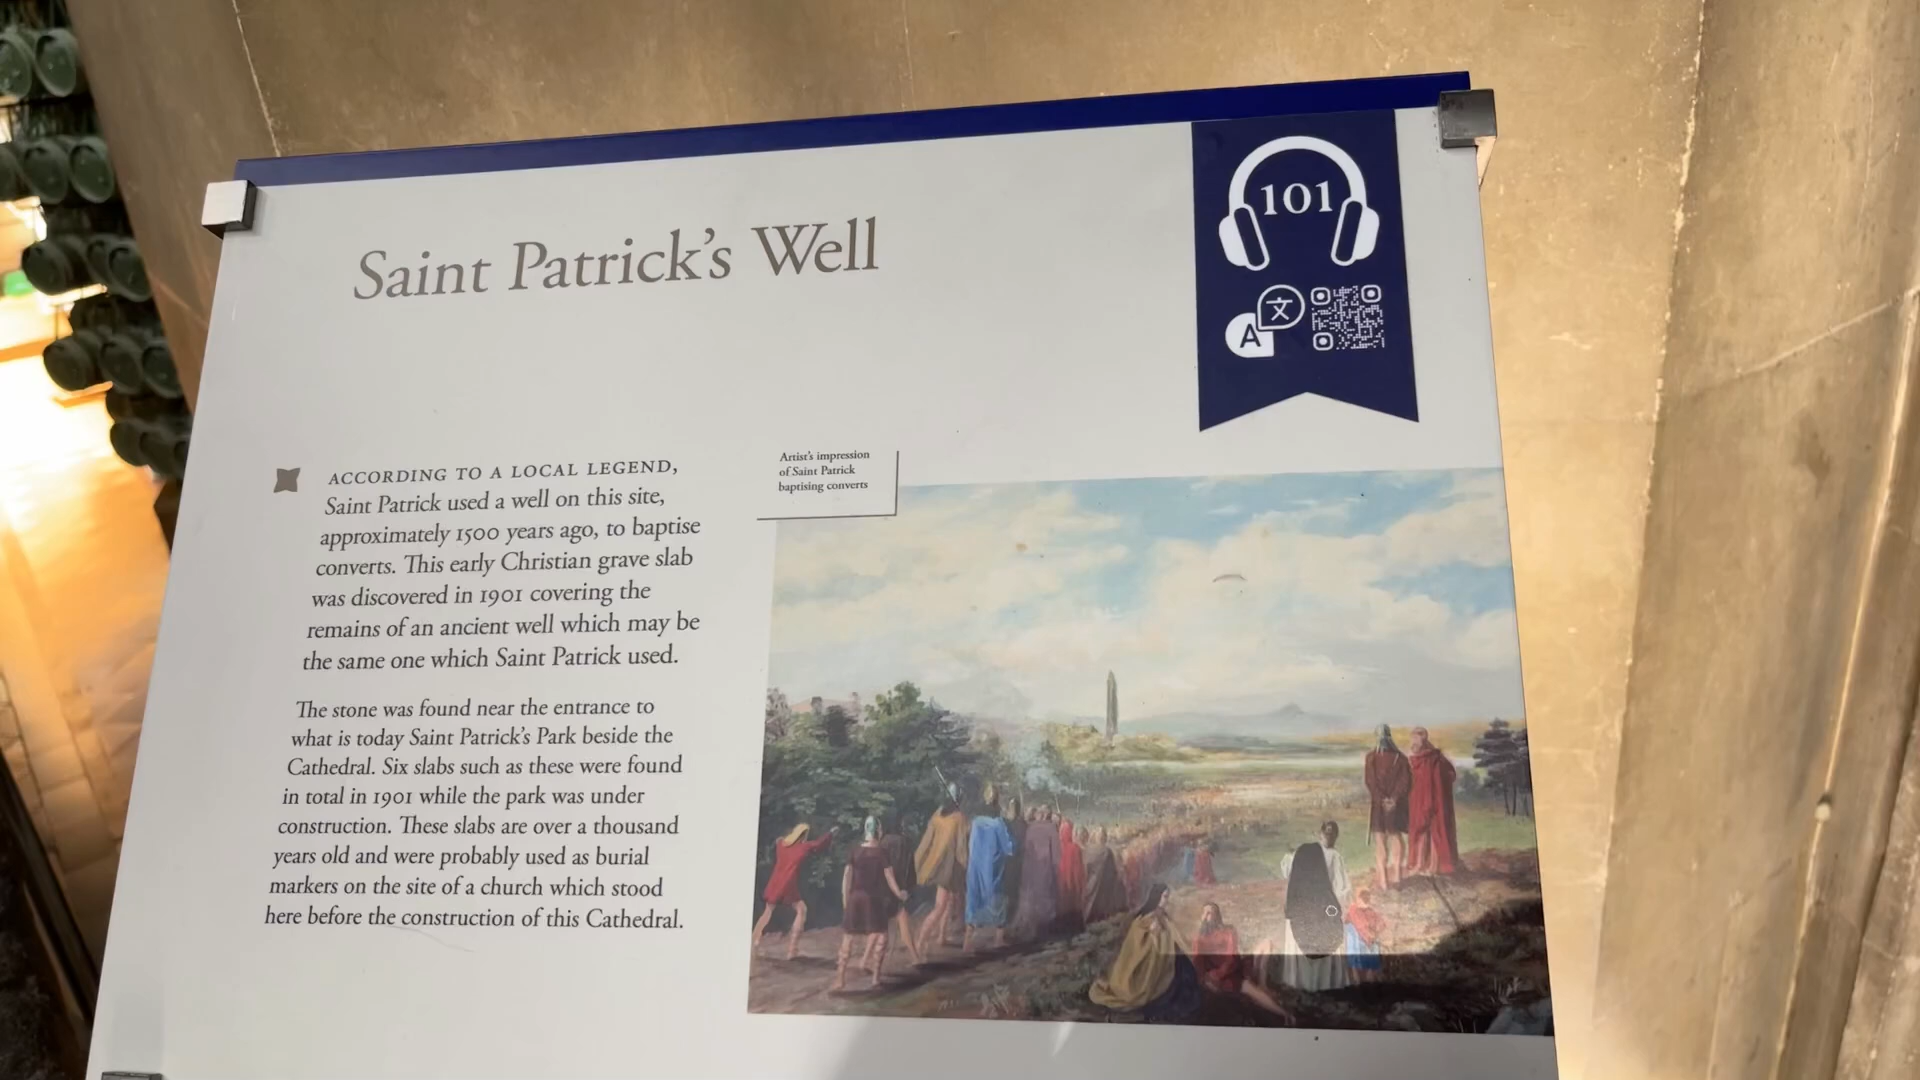 Saint Patrick's Well
101
A 文
ACCORDING TO A LOCAL LEGEND,
Saint Patrick used a well on this site,
approximately 1500 years ago, to baptise
converts. This early Christian grave slab
was discovered in 1901 covering the
remains of an ancient well which may be
the same one which Saint Patrick used.
The stone was found near the entrance to
what is today Saint Patrick's Park beside the
Cathedral. Six slabs such as these were found
in total in 1901 while the park was under
construction. These slabs are over a thousand
years old and were probably used as burial
markers on the site of a church which stood
here before the construction of this Cathedral.
Artist's impression
of Saint Patrick
baptising converts